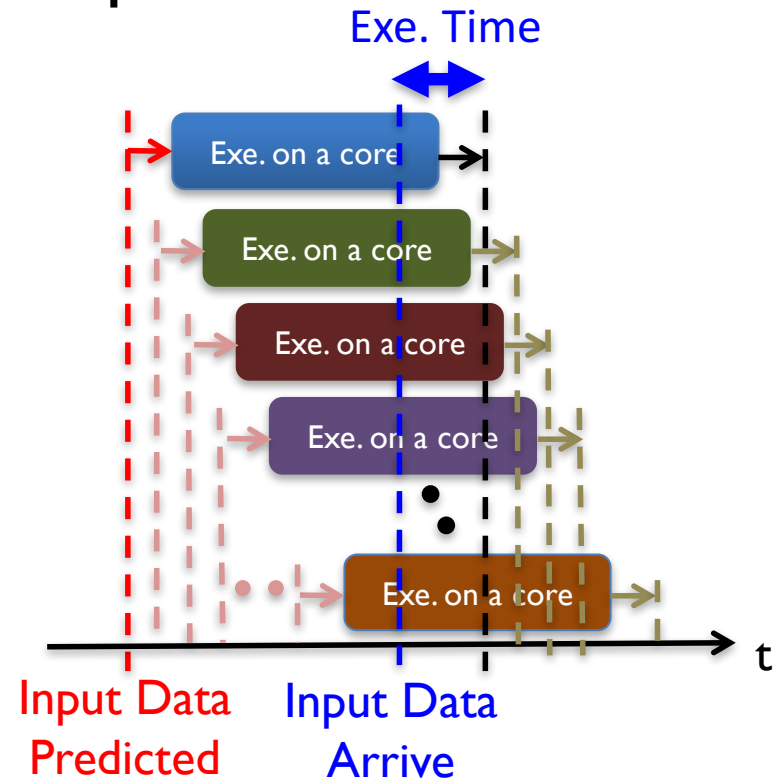 Exe. Time
Exe. on a core
Exe. on a core
Exe. on a core
Exe. on a core
Exe. on a core
t
Input Data
Predicted
Input Data
Arrive